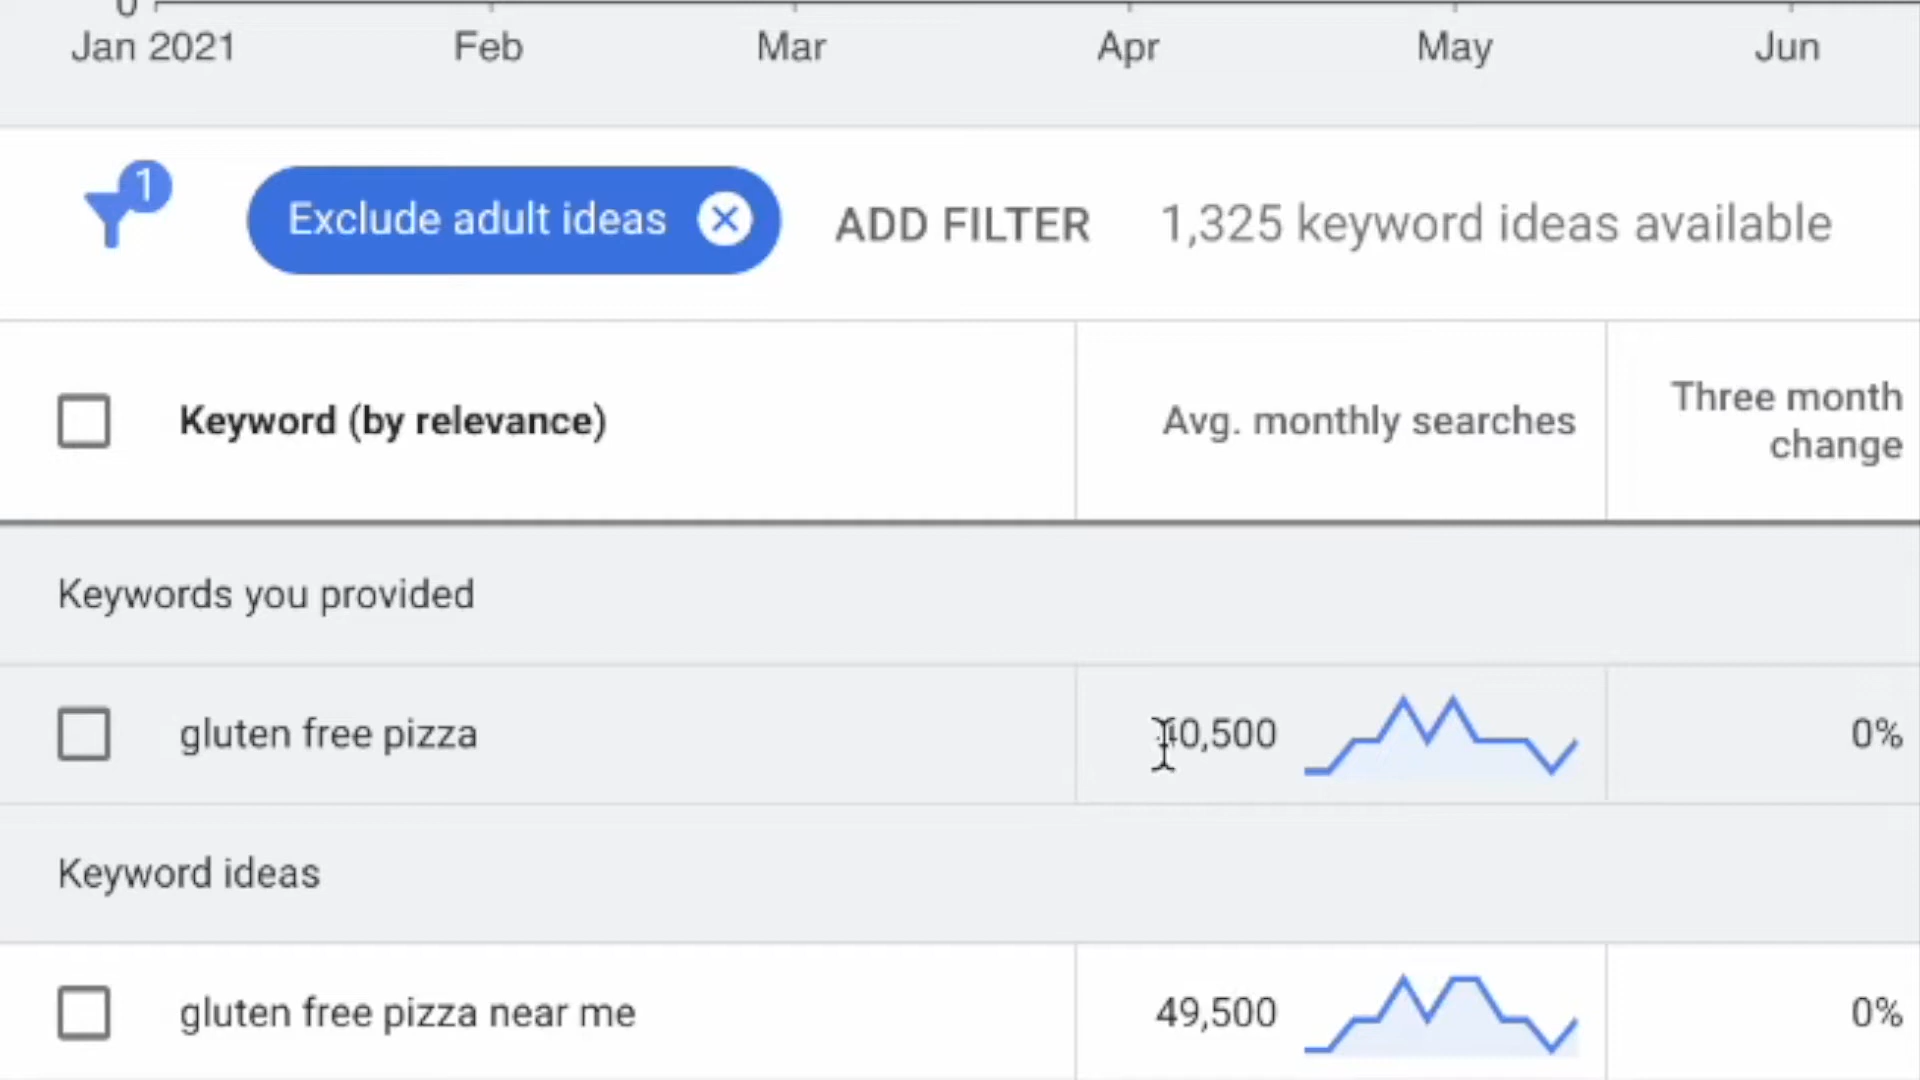 0
Jan 2021 Feb Mar Apr May Jun
1
Exclude adult ideas ADD FILTER 1,325 keyword ideas available
Keyword (by relevance) Avg. monthly searches Three month
change
Keywords you provided
gluten free pizza 40,500 0%
Keyword ideas
gluten free pizza near me 49,500 0%